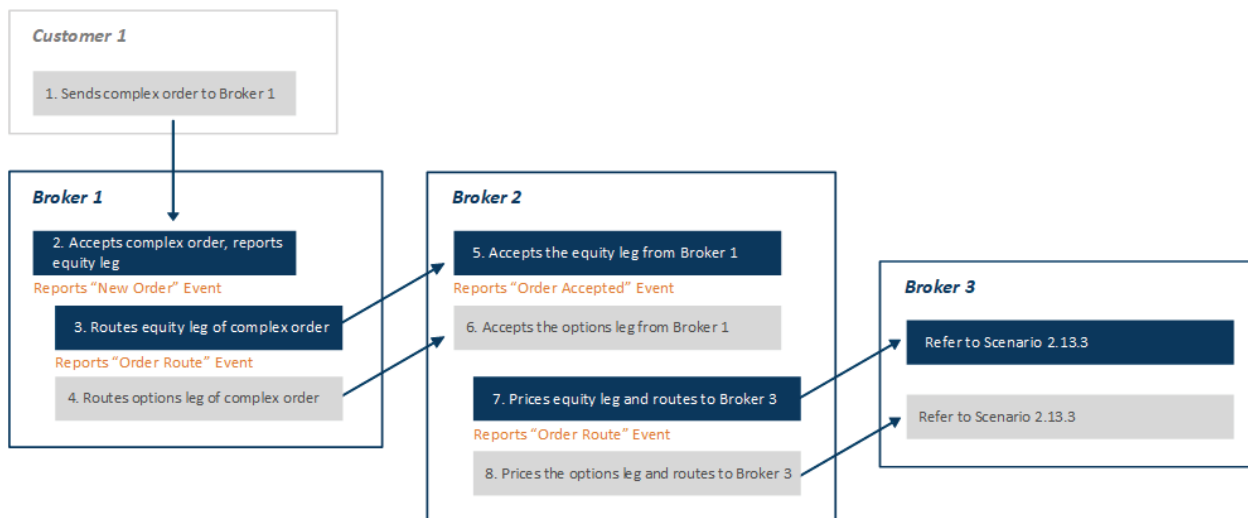 Customer 1
1. Sends complex order to Broker 1
Broker 1
2. Accepts complex order, reports
equity leg
Reports “New Order” Event
3. Routes equity leg of complex order
Reports “Order Route” Event
4. Routes options leg of complex order
Broker 2
5. Accepts the equity leg from Broker 1
Reports “Order Accepted” Event
6. Accepts the options leg from Broker 1
7. Prices equity leg and routes to Broker 3
Reports “Order Route” Event
8. Prices the options leg and routes to Broker 3
Broker 3
Refer to Scenario 2.13.3
Refer to Scenario 2.13.3